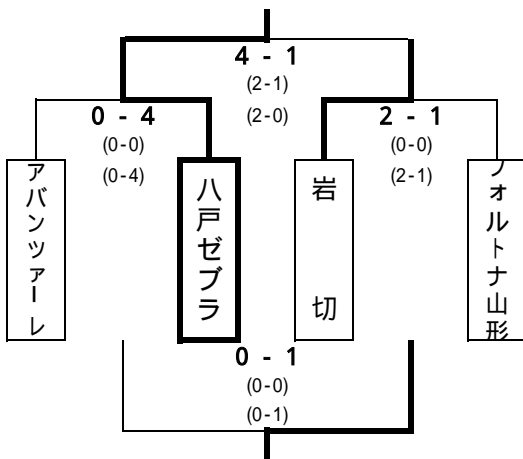 4 - 1
(2-1)
(2-0)
0 - 4
(0-0)
(0-4)
2 - 1
(0-0)
(2-1)
アバンツァーレ
八戸ゼブラ
岩切
フォルトナ山形
0 - 1
(0-0)
(0-1)